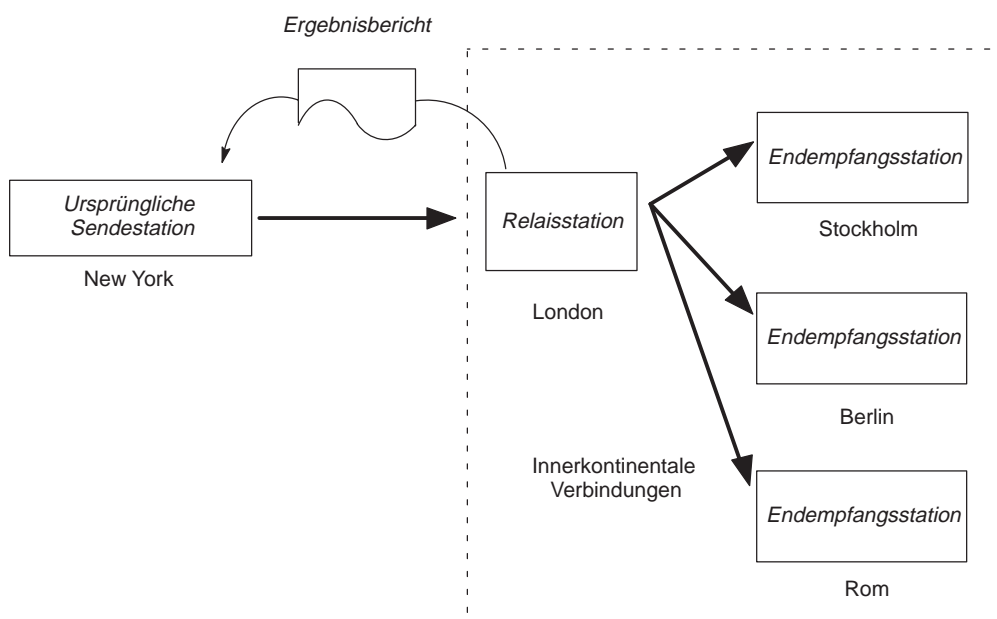 Ergebnisbericht
Ursprüngliche
Sendestation
New York
Relaisstation
London
Endempfangsstation
Stockholm
Endempfangsstation
Berlin
Innerkontinentale
Verbindungen
Endempfangsstation
Rom